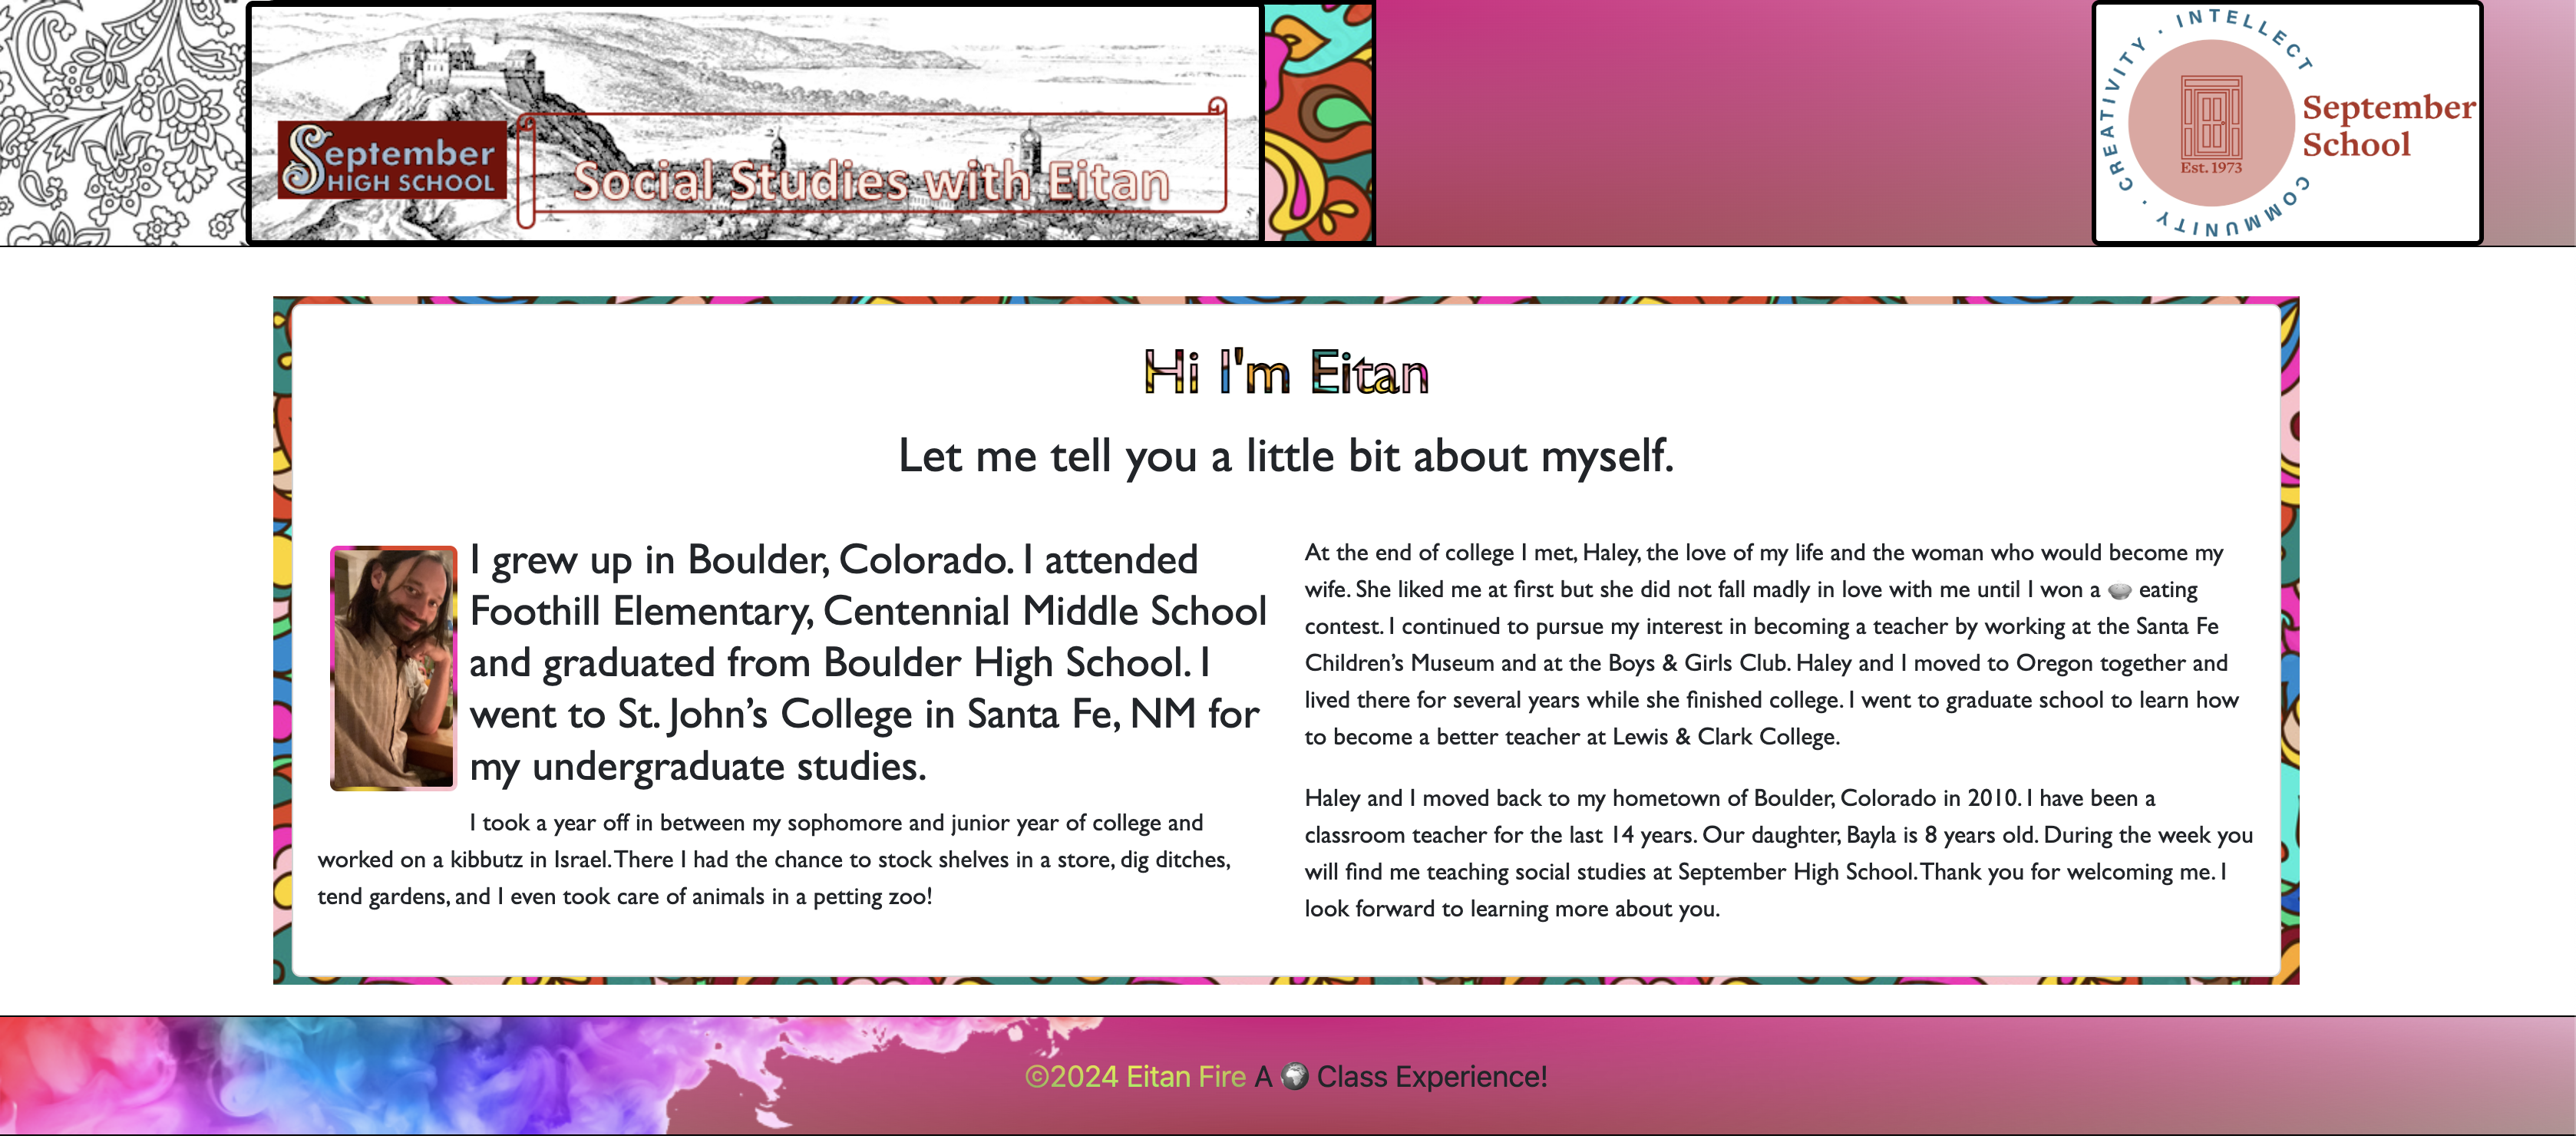 September
HIGH SCHOOL
Social Studies with Eitan
CREATIVITY · INTELLECT
COMMUNITY ·
Est. 1973
September
School
Hi I'm Eitan
Let me tell you a little bit about myself.
I grew up in Boulder, Colorado. I attended
Foothill Elementary, Centennial Middle School
and graduated from Boulder High School. I
went to St. John’s College in Santa Fe, NM for
my undergraduate studies.
I took a year off in between my sophomore and junior year of college and
worked on a kibbutz in Israel. There I had the chance to stock shelves in a store, dig ditches,
tend gardens, and I even took care of animals in a petting zoo!
At the end of college I met, Haley, the love of my life and the woman who would become my
wife. She liked me at first but she did not fall madly in love with me until I won a 🥣 eating
contest. I continued to pursue my interest in becoming a teacher by working at the Santa Fe
Children’s Museum and at the Boys & Girls Club. Haley and I moved to Oregon together and
lived there for several years while she finished college. I went to graduate school to learn how
to become a better teacher at Lewis & Clark College.
Haley and I moved back to my hometown of Boulder, Colorado in 2010. I have been a
classroom teacher for the last 14 years. Our daughter, Bayla is 8 years old. During the week you
will find me teaching social studies at September High School. Thank you for welcoming me. I
look forward to learning more about you.
©2024 Eitan Fire A 🌍 Class Experience!